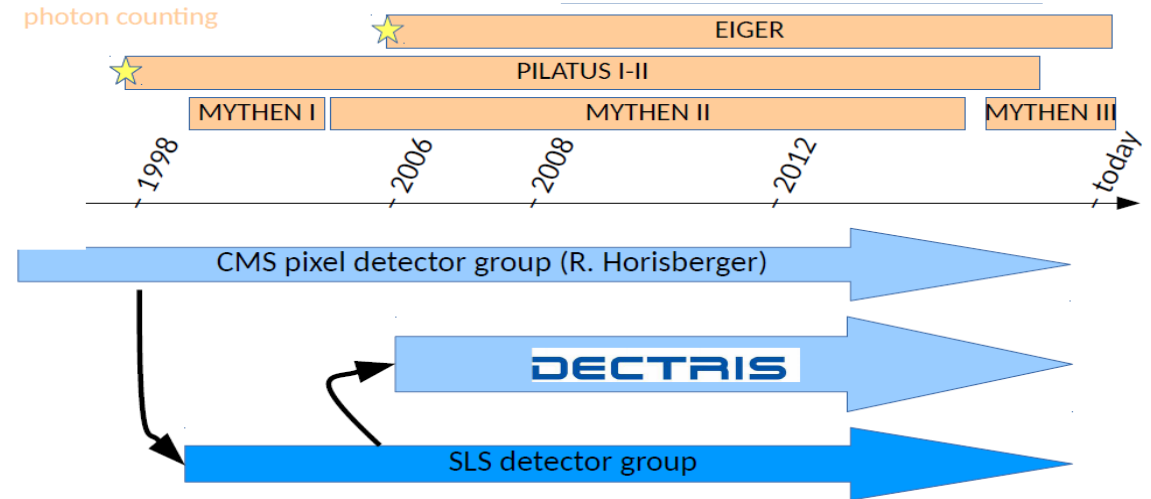 photon counting
EIGER
PILATUS I-II
MYTHEN I
MYTHEN II
MYTHEN III
1998
2006
2008
2012
today
CMS pixel detector group (R. Horisberger)
DECTRIS
SLS detector group